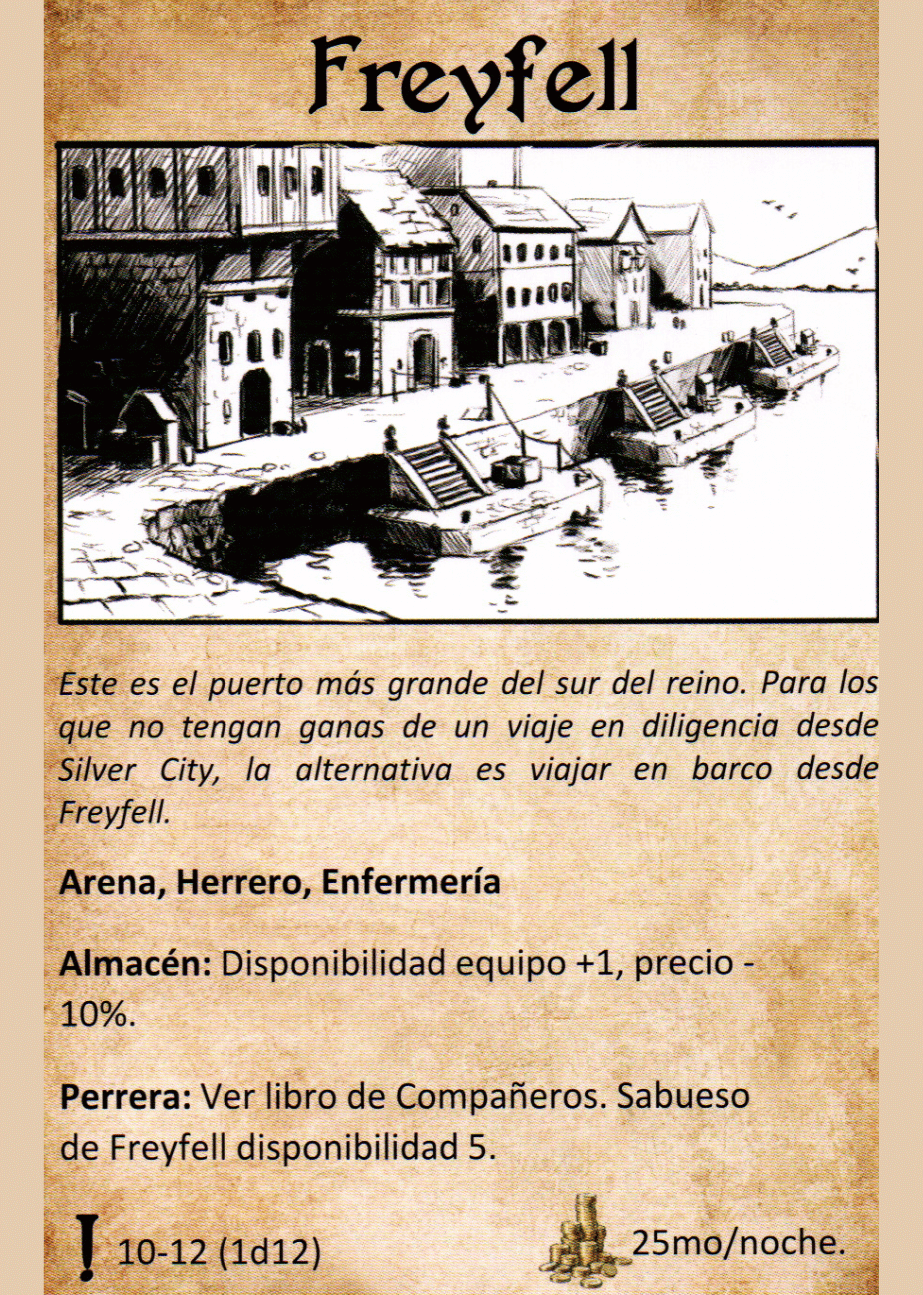 Freyfell
Este es el puerto más grande del sur del reino. Para los
que no tengan ganas de un viaje en diligencia desde
Silver City, la alternativa es viajar en barco desde
Freyfell.
Arena, Herrero, Enfermería
Almacén: Disponibilidad equipo +1, precio -
10%.
Perrera: Ver libro de Compañeros. Sabueso
de Freyfell disponibilidad 5.
! 10-12 (1d12)
25mo/noche.